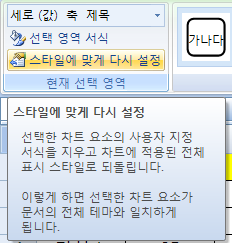 세로 (값) 축 제목
가나다
선택 영역 서식
스타일에 맞게 다시 설정
현재 선택 영역
스타일에 맞게 다시 설정
선택한 차트 요소의 사용자 지정
서식을 지우고 차트에 적용된 전체
표시 스타일로 되돌립니다.
이렇게 하면 선택한 차트 요소가
문서의 전체 테마와 일치하게
됩니다.